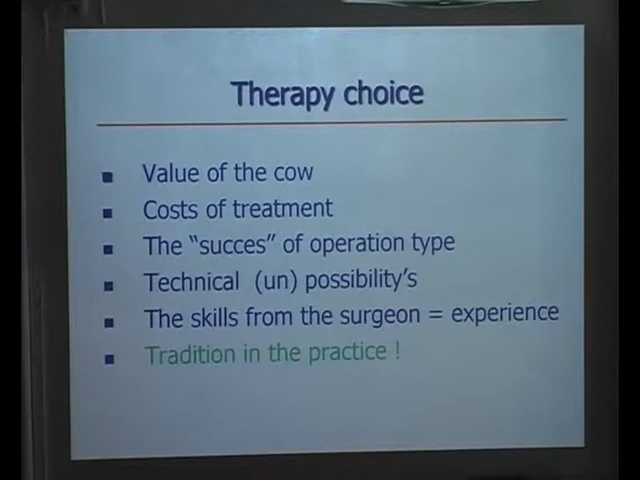 Therapy choice
Value of the cow
Costs of treatment
The “succes” of operation type
Technical (un) possibility's
The skills from the surgeon = experience
Tradition in the practice !